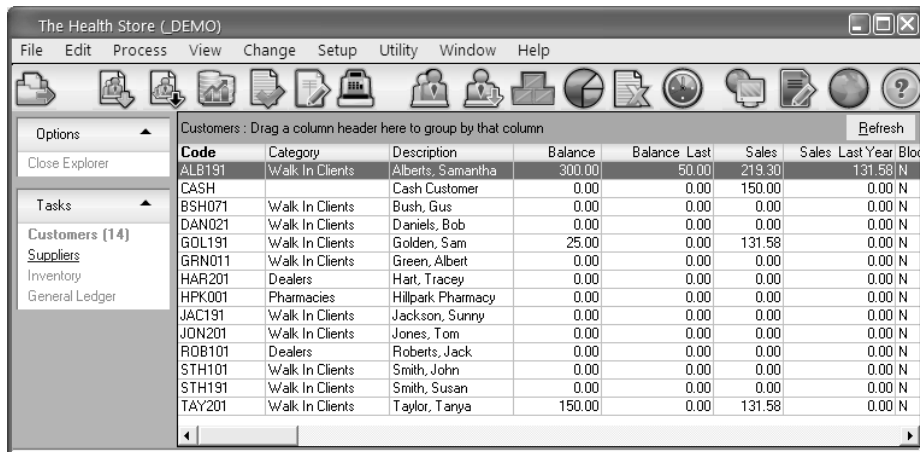 The Health Store (_DEMO)
File Edit Process View Change Setup Utility Window Help
Options
Close Explorer
Tasks
Customers (14)
Suppliers
Inventory
General Ledger
Customers : Drag a column header here to group by that column Refresh
Code Category Description Balance Balance Last Sales Sales Last Year Bloc
ALB191 Walk In Clients Alberts, Samantha 300.00 50.00 219.30 131.58 N
CASH Cash Customer 0.00 0.00 150.00 0.00 N
BSH071 Walk In Clients Bush, Gus 0.00 0.00 0.00 0.00 N
DAN021 Walk In Clients Daniels, Bob 0.00 0.00 0.00 0.00 N
GOL191 Walk In Clients Golden, Sam 25.00 0.00 131.58 0.00 N
GRN011 Walk In Clients Green, Albert 0.00 0.00 0.00 0.00 N
HAR201 Dealers Hart, Tracey 0.00 0.00 0.00 0.00 N
HPK001 Pharmacies Hillpark Pharmacy 0.00 0.00 0.00 0.00 N
JAC191 Walk In Clients Jackson, Sunny 0.00 0.00 0.00 0.00 N
JON201 Walk In Clients Jones, Tom 0.00 0.00 0.00 0.00 N
ROB101 Dealers Roberts, Jack 0.00 0.00 0.00 0.00 N
STH101 Walk In Clients Smith, John 0.00 0.00 0.00 0.00 N
STH191 Walk In Clients Smith, Susan 0.00 0.00 0.00 0.00 N
TAY201 Walk In Clients Taylor, Tanya 150.00 0.00 131.58 0.00 N